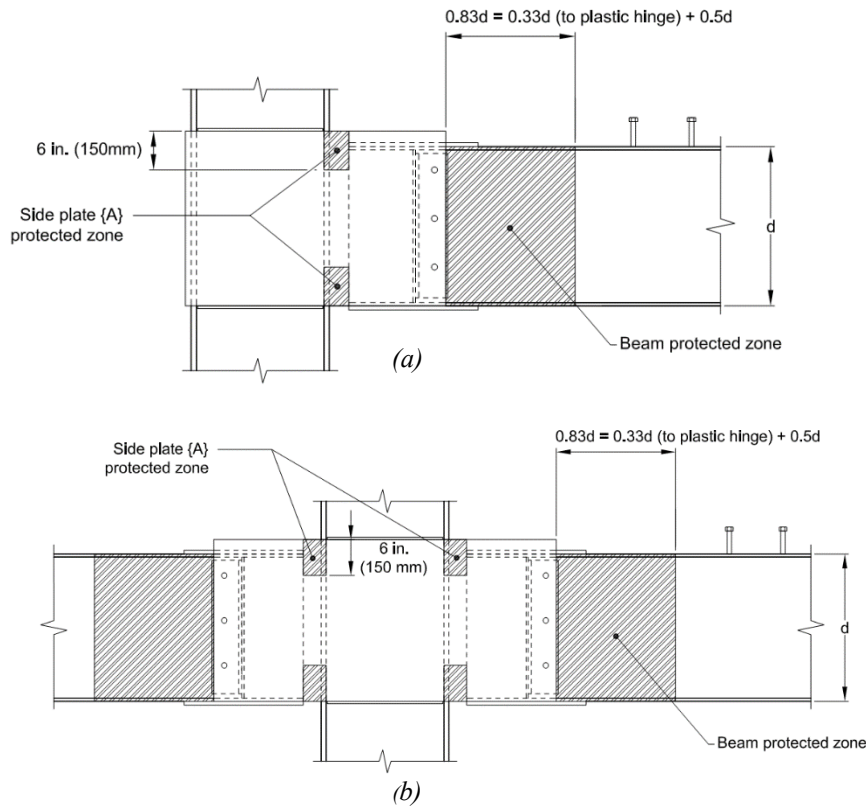 0.83d = 0.33d (to plastic hinge) + 0.5d
6 in. (150mm)
Side plate {A}
protected zone
d
Beam protected zone
(a)
Side plate {A}
protected zone
0.83d = 0.33d (to plastic hinge) + 0.5d
6 in.
(150 mm)
d
Beam protected zone
(b)